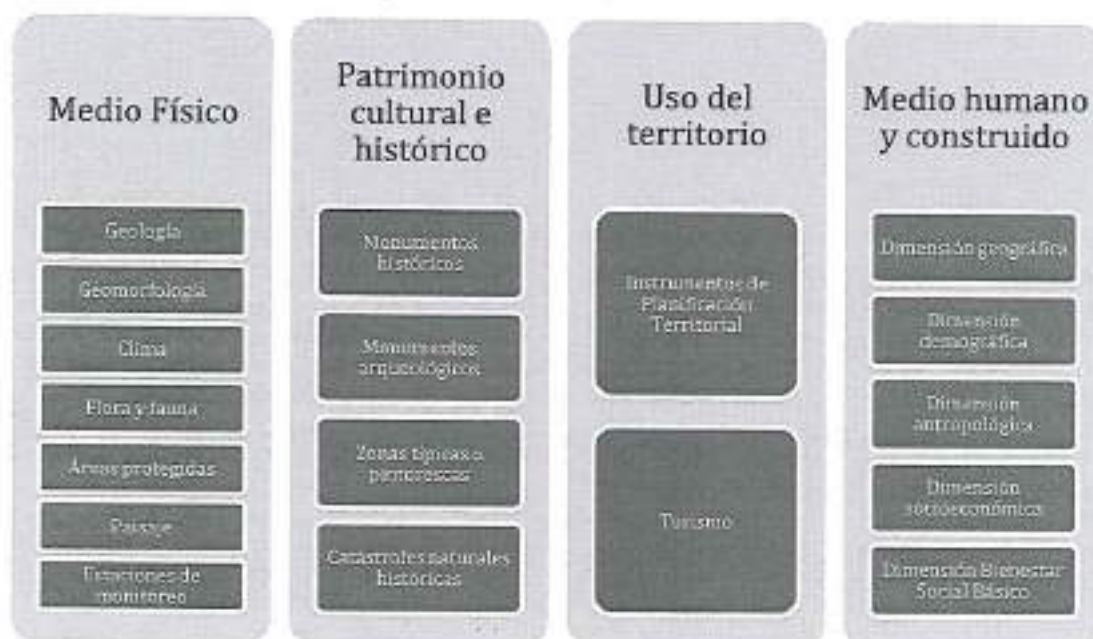 Medio Físico
Geología
Geomorfología
Clima
Flora y fauna
Áreas protegidas
Paisaje
Estaciones de
monitoreo
Patrimonio
cultural e
histórico
Monumentos
históricos
Monumentos
arqueológicos
Zonas típicas o
pintorescas
Catástrofes naturales
históricas
Uso del
territorio
Instrumentos de
Planificación
Territorial
Turismo
Medio humano
y construido
Dimensión geográfica
Dimensión
demográfica
Dimensión
antropológica
Dimensión
socioeconómica
Dimensión Bienestar
Social Básico